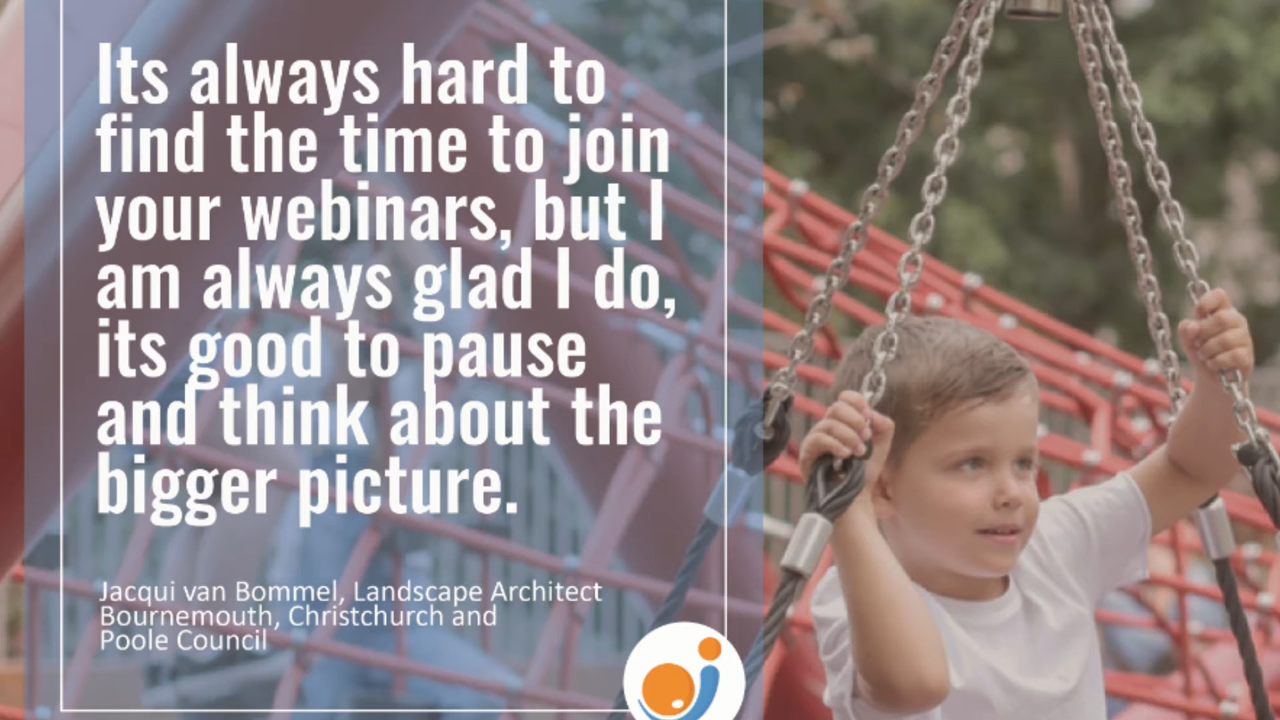 Its always hard to
find the time to join
your webinars, but I
am always glad I do,
its good to pause
and think about the
bigger picture.
Jacqui van Bommel, Landscape Architect
Bournemouth, Christchurch and
Poole Council